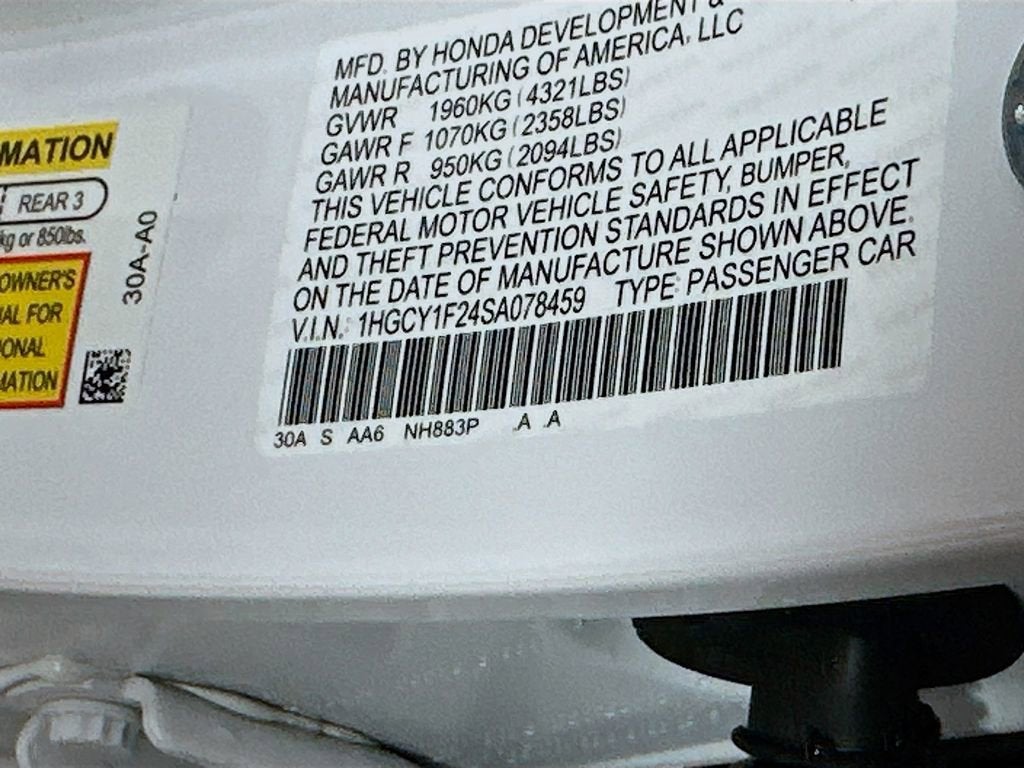 MFD. BY HONDA DEVELOPMENT &
MANUFACTURING OF AMERICA, LLC
GVWR 1960KG (4321LBS)
GAWR F 1070KG (2358LBS)
GAWR R 950KG (2094LBS)
THIS VEHICLE CONFORMS TO ALL APPLICABLE
FEDERAL MOTOR VEHICLE SAFETY, BUMPER,
AND THEFT PREVENTION STANDARDS IN EFFECT
ON THE DATE OF MANUFACTURE SHOWN ABOVE.
V.I.N.: 1HGCY1F24SA078459 TYPE: PASSENGER CAR
30A S AA6 NH883P .A .A
MATION
REAR 3
kg or 850lbs.
OWNER'S
AL FOR
ONAL
MATION
30A-A0